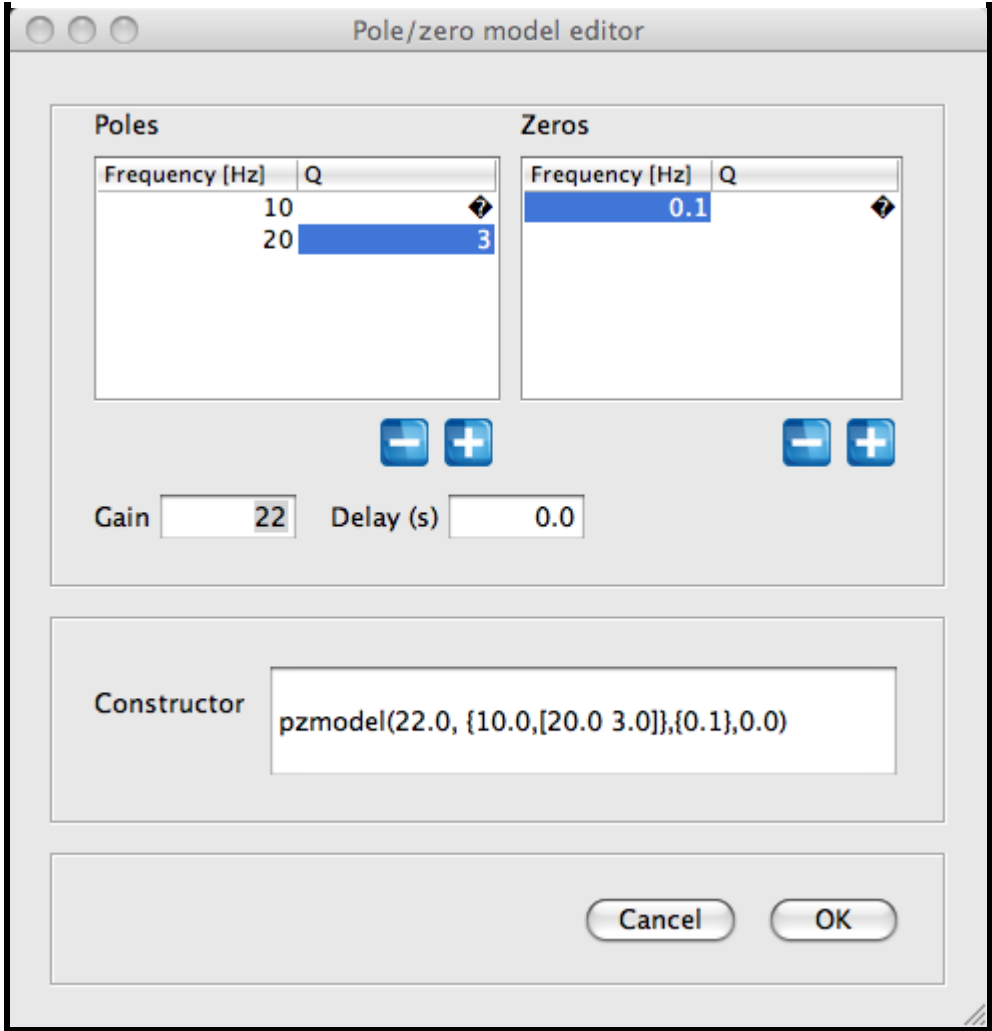 Pole/zero model editor
Poles
Zeros
Frequency [Hz] Q
10 �
20 3
Frequency [Hz] Q
0.1 �
Gain 22 Delay (s) 0.0
Constructor
pzmodel(22.0, {10.0,[20.0 3.0]},{0.1},0.0)
Cancel OK